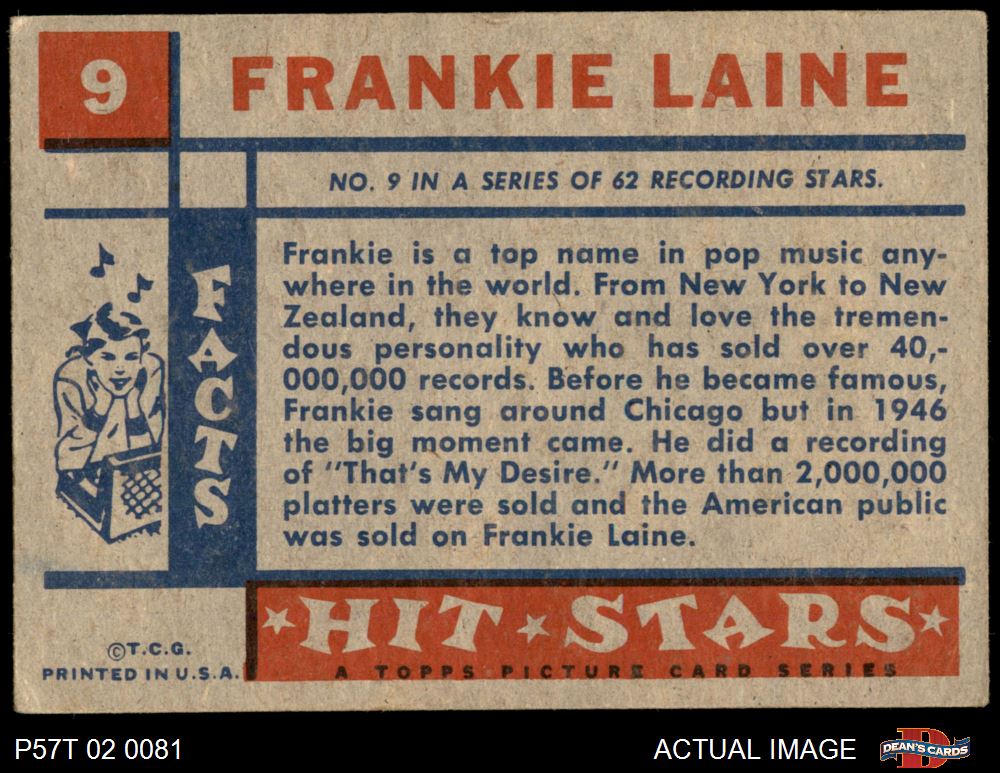 9
FRANKIE LAINE
NO. 9 IN A SERIES OF 62 RECORDING STARS.
FACTS
Frankie is a top name in pop music any-
where in the world. From New York to New
Zealand, they know and love the tremen-
dous personality who has sold over 40,-
000,000 records. Before he became famous,
Frankie sang around Chicago but in 1946
the big moment came. He did a recording
of "That's My Desire." More than 2,000,000
platters were sold and the American public
was sold on Frankie Laine.
HIT STARS
A TOPPS PICTURE CARD SERIES
©T.C.G.
PRINTED IN U.S.A.
P57T 02 0081
ACTUAL IMAGE
D
DEAN'S CARDS